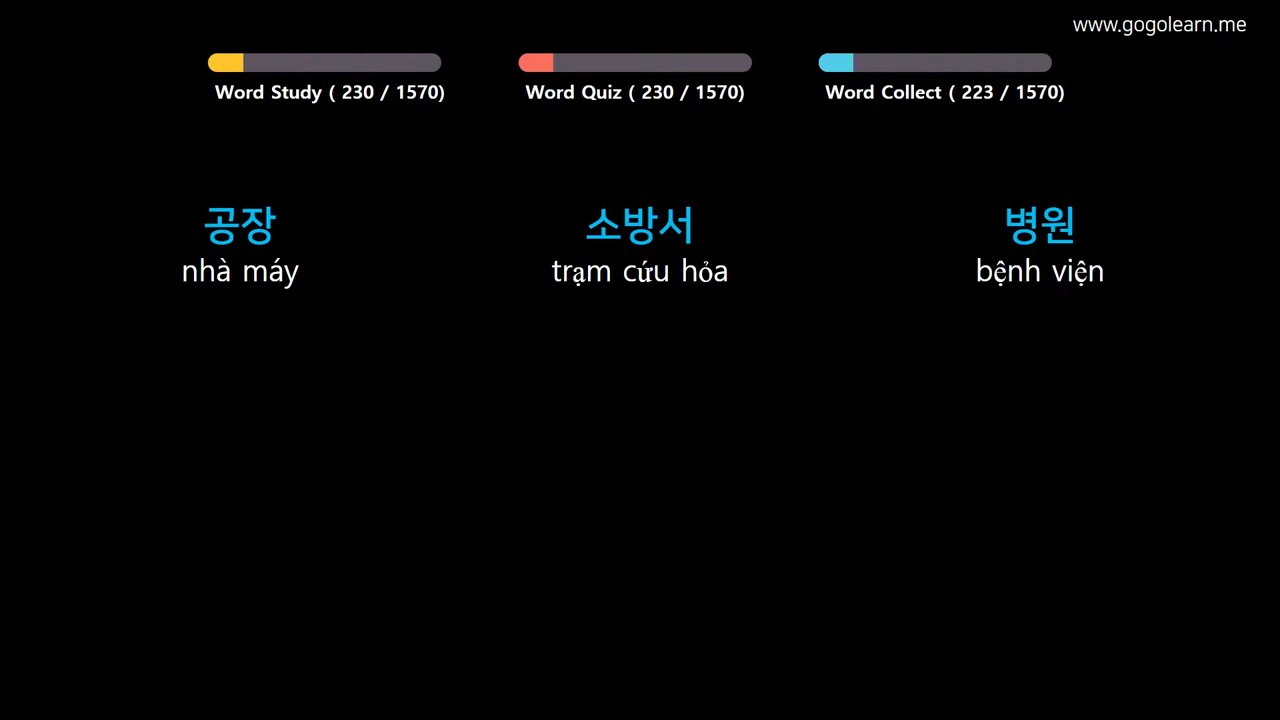 www.gogolearn.me
Word Study ( 230 / 1570)
Word Quiz ( 230 / 1570)
Word Collect ( 223 / 1570)
공장
nhà máy
소방서
trạm cứu hỏa
병원
bệnh viện